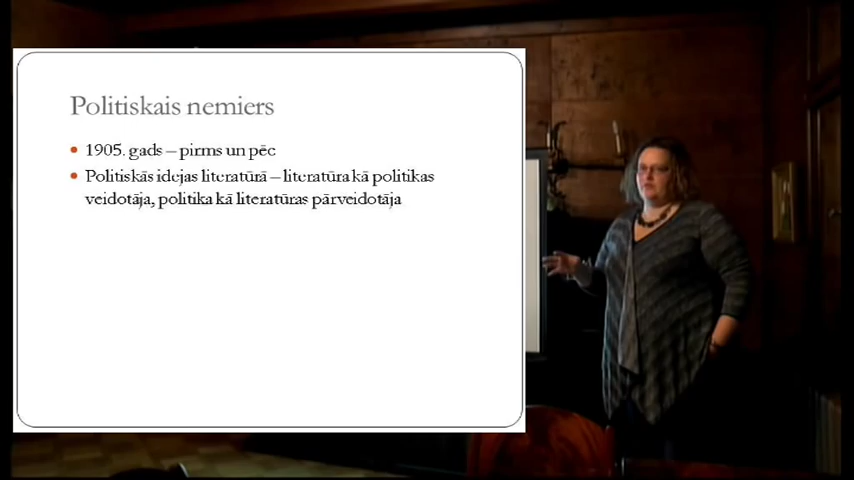 Politiskais nemiers
1905. gads – pirms un pēc
Politiskās idejas literatūrā – literatūra kā politikas
veidotāja, politika kā literatūras pārveidotāja